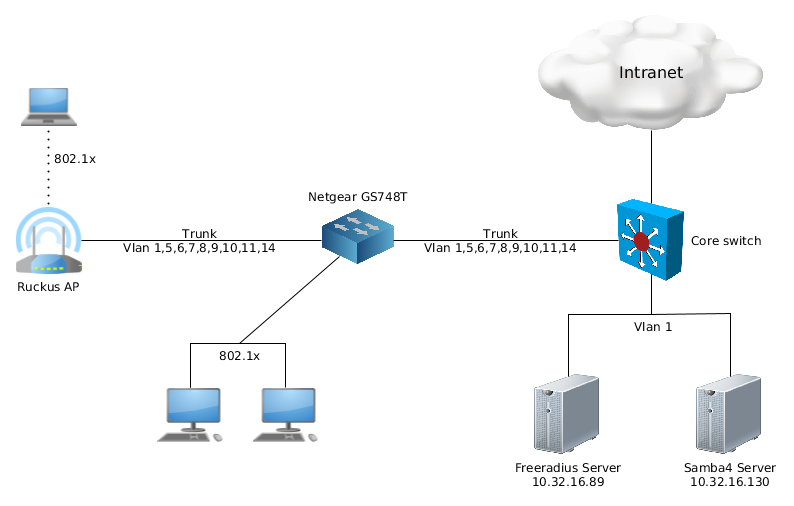 Intranet
802.1x
Netgear GS748T
Trunk
Vlan 1,5,6,7,8,9,10,11,14
Trunk
Vlan 1,5,6,7,8,9,10,11,14
Core switch
Ruckus AP
Vlan 1
802.1x
Freeradius Server
10.32.16.89
Samba4 Server
10.32.16.130